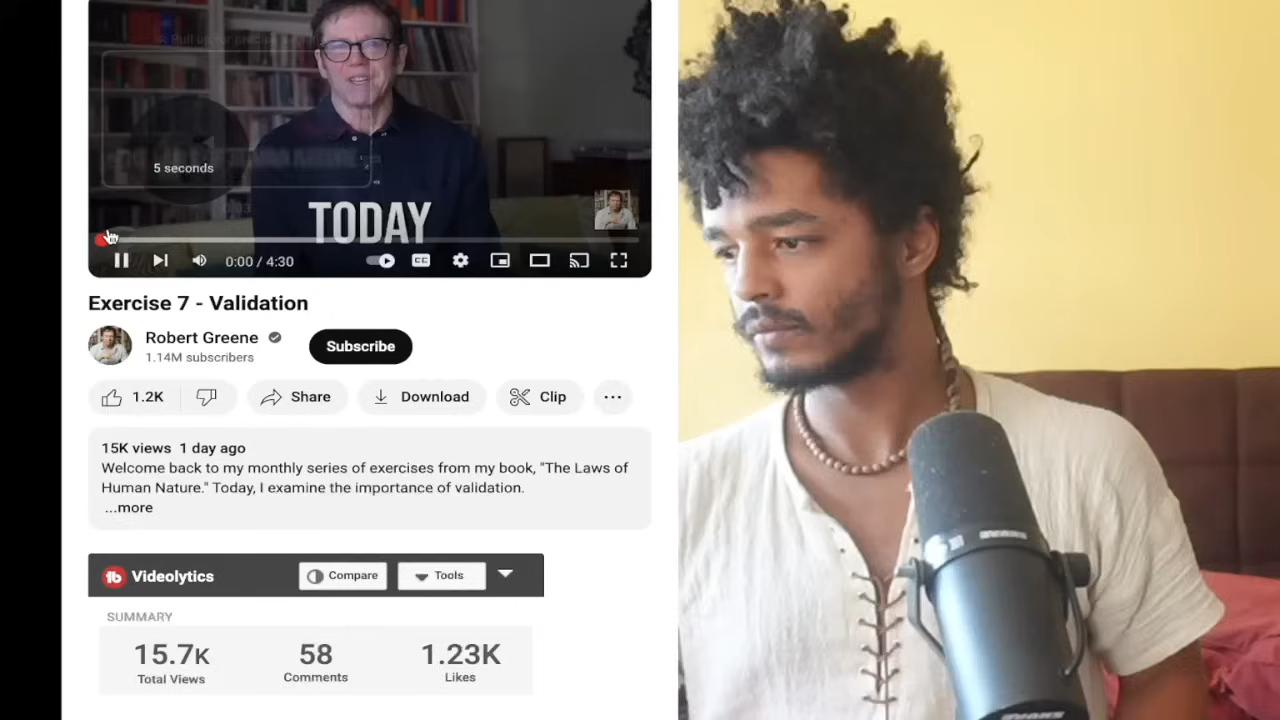 5 seconds
TODAY
0:00 / 4:30
CC
Exercise 7 - Validation
Robert Greene
1.14M subscribers
Subscribe
1.2K
Share
Download
Clip
15K views 1 day ago
Welcome back to my monthly series of exercises from my book, "The Laws of
Human Nature." Today, I examine the importance of validation.
...more
tb Videolytics
Compare
Tools
SUMMARY
15.7K 58 1.23K
Total Views Comments Likes